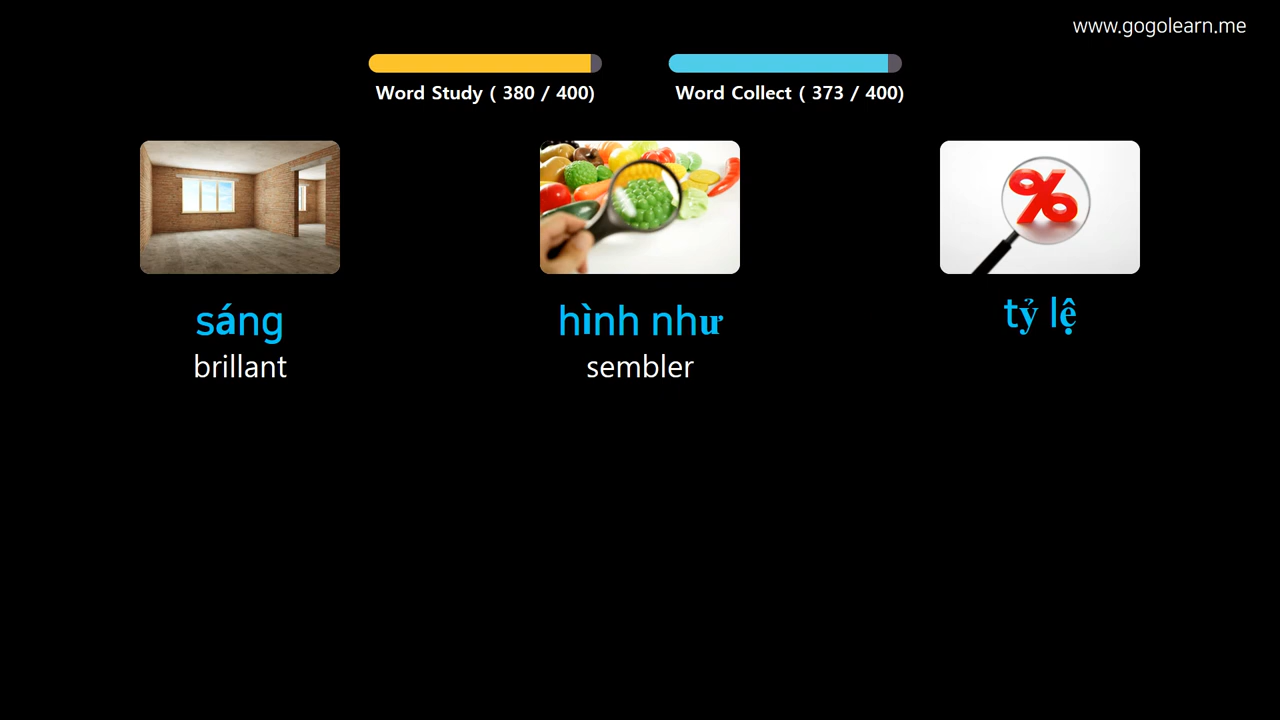 www.gogolearn.me
Word Study ( 380 / 400)
Word Collect ( 373 / 400)
%
sáng
hình như
tỷ lệ
brillant
sembler